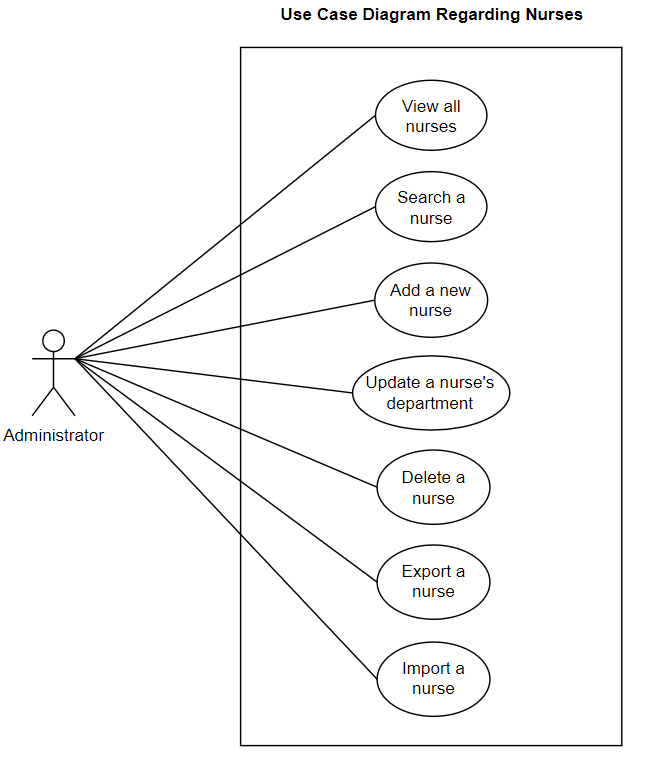 Use Case Diagram Regarding Nurses
View all
nurses
Search a
nurse
Add a new
nurse
Update a nurse's
department
Delete a
nurse
Export a
nurse
Import a
nurse
Administrator